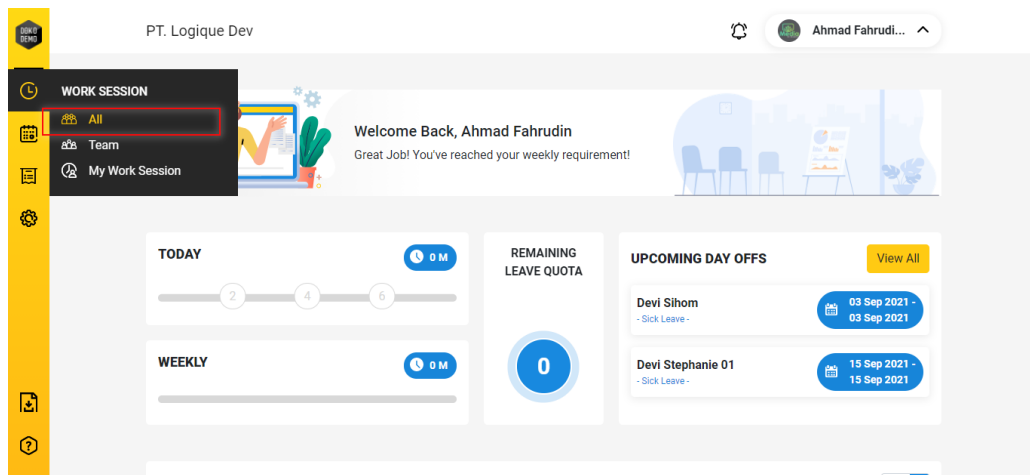 DOKO
DEMO
PT. Logique Dev
Ahmad Fahrudi...
WORK SESSION
All
Team
My Work Session
Welcome Back, Ahmad Fahrudin
Great Job! You've reached your weekly requirement!
TODAY
0 M
2
4
6
WEEKLY
0 M
REMAINING
LEAVE QUOTA
0
UPCOMING DAY OFFS
View All
Devi Sihom
- Sick Leave -
03 Sep 2021 -
03 Sep 2021
Devi Stephanie 01
- Sick Leave -
15 Sep 2021 -
15 Sep 2021